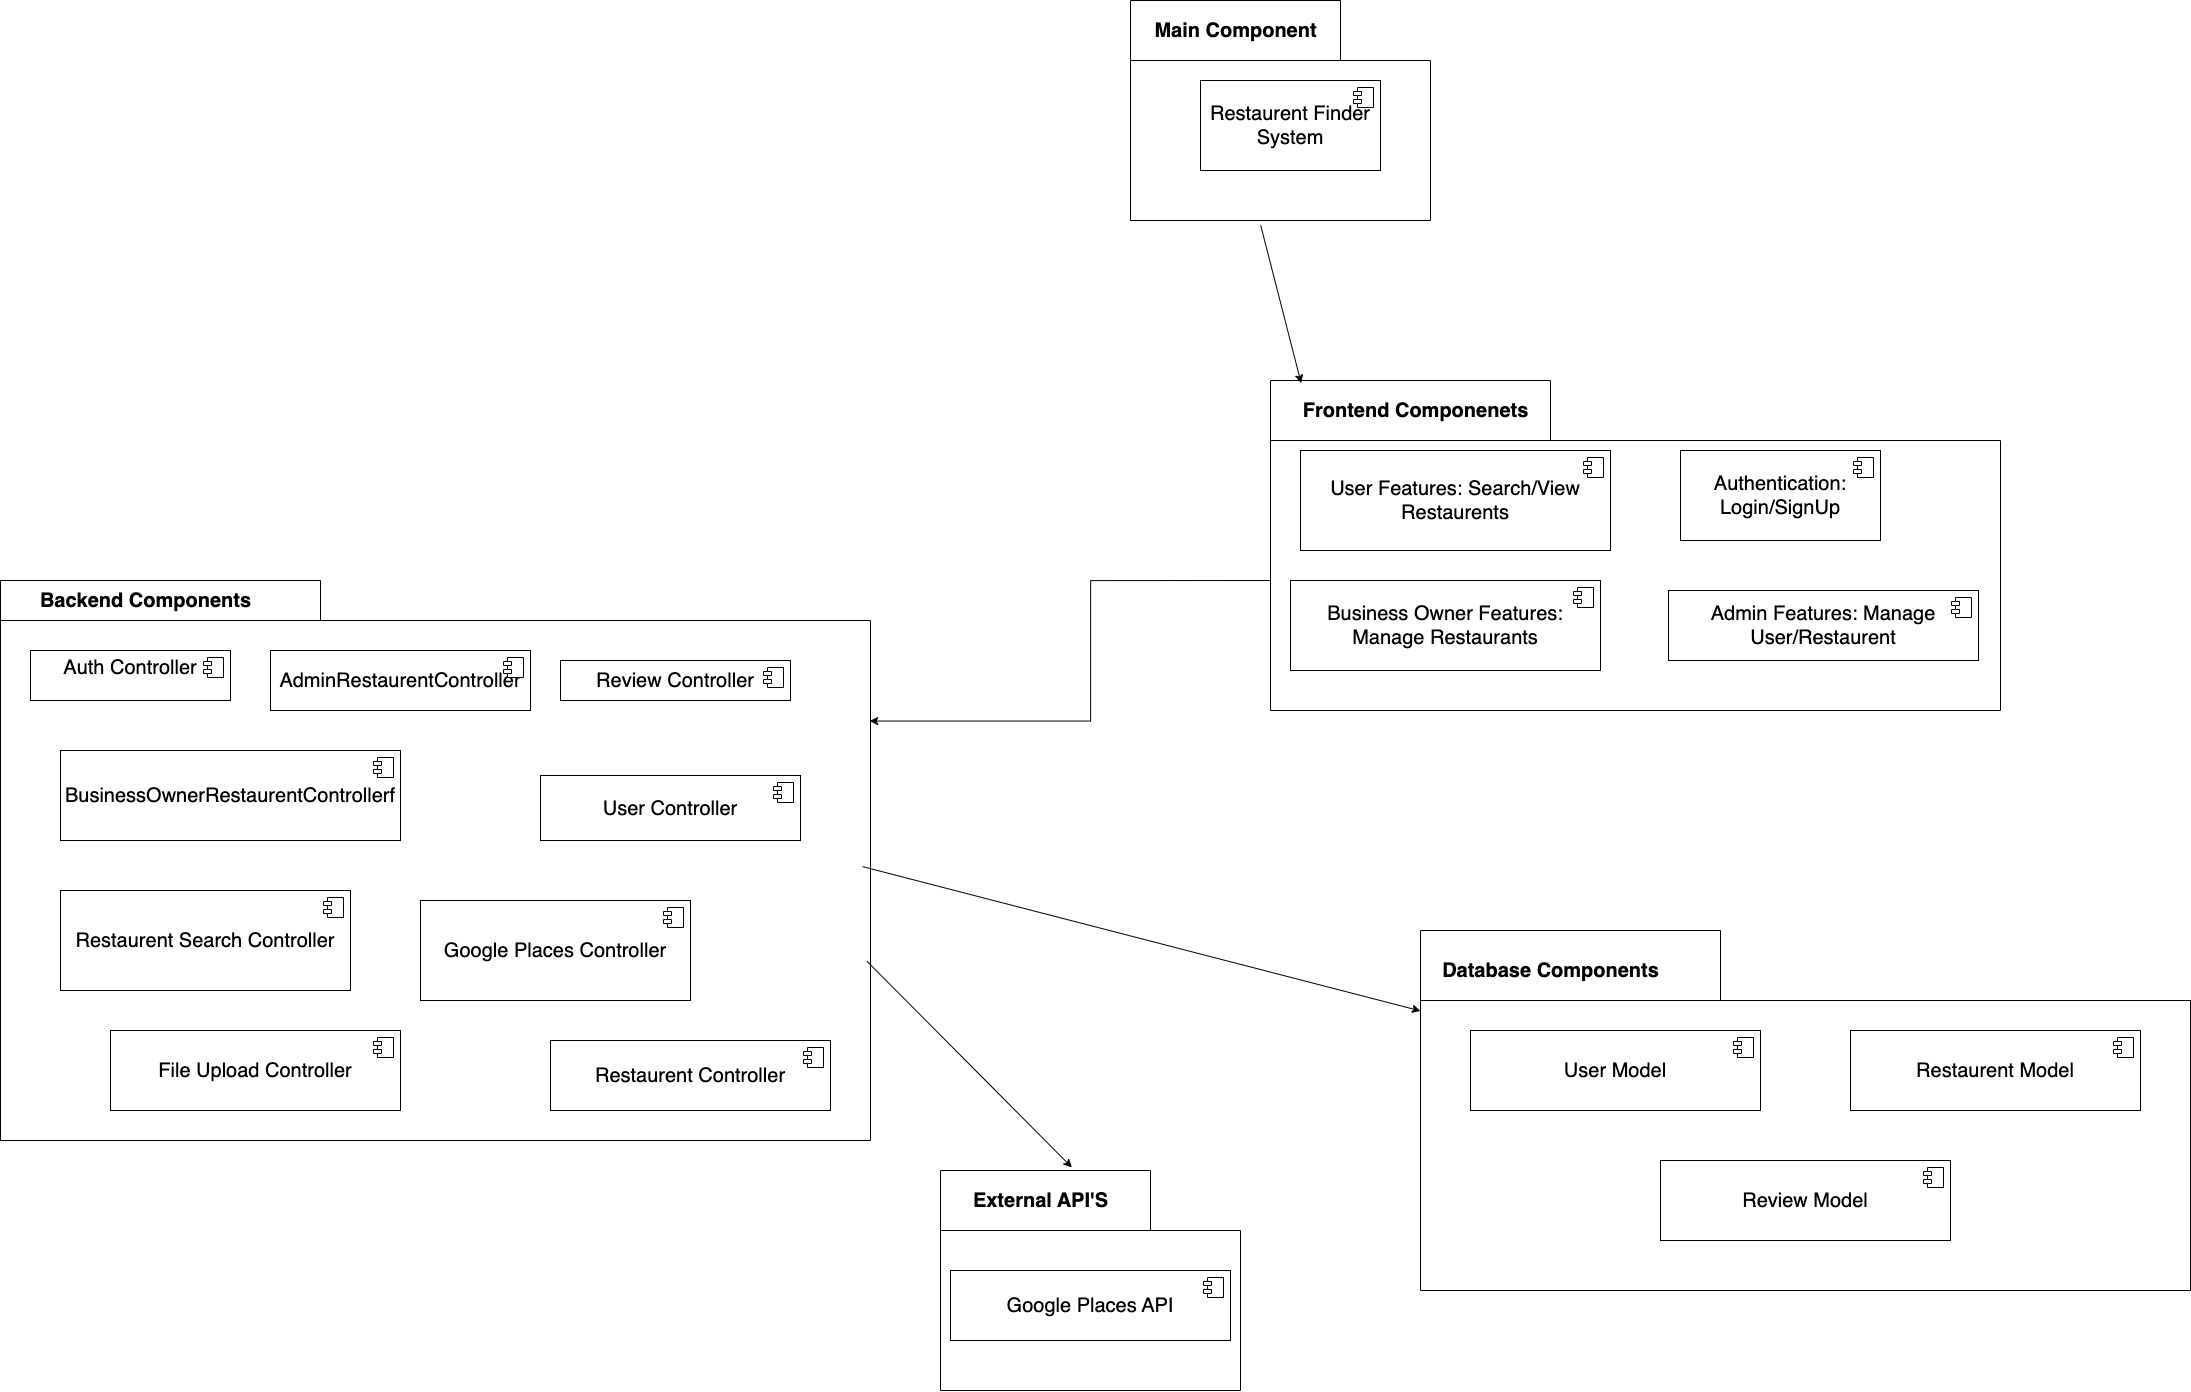 Main Component
Restaurent Finder
System
Frontend Componenets
User Features: Search/View
Restaurents
Authentication:
Login/SignUp
Business Owner Features:
Manage Restaurants
Admin Features: Manage
User/Restaurent
Backend Components
Auth Controller
AdminRestaurentController
Review Controller
BusinessOwnerRestaurentControllerf
User Controller
Restaurent Search Controller
Google Places Controller
File Upload Controller
Restaurent Controller
Database Components
User Model
Restaurent Model
Review Model
External API'S
Google Places API